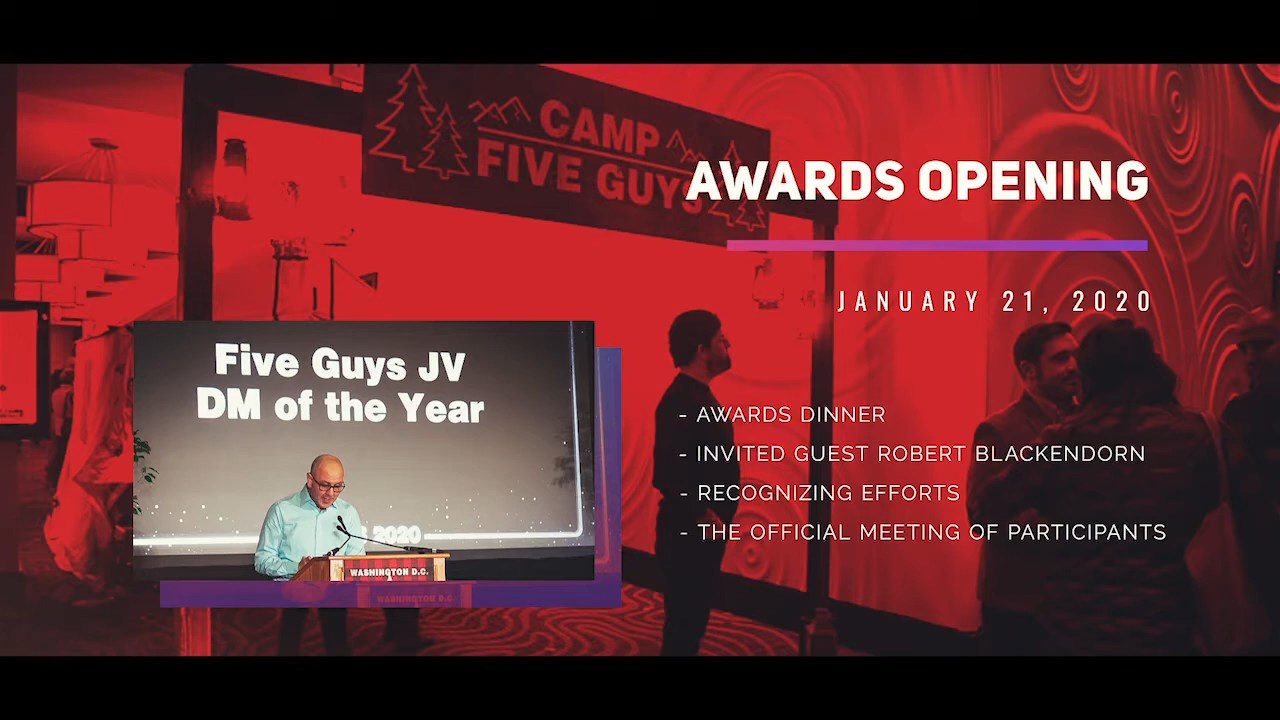 CAMP
FIVE GUYS
AWARDS OPENING
JANUARY 21, 2020
Five Guys JV
DM of the Year
2020
WASHINGTON D.C.
WASHINGTON D.C.
- AWARDS DINNER
- INVITED GUEST ROBERT BLACKENDORN
- RECOGNIZING EFFORTS
- THE OFFICIAL MEETING OF PARTICIPANTS